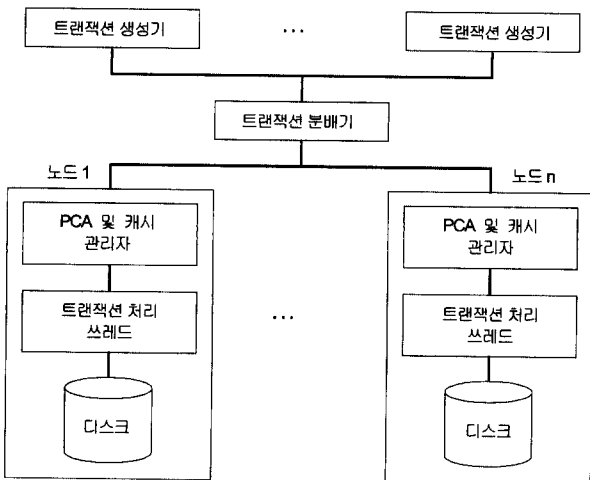 트랜잭션 생성기
...
트랜잭션 생성기
트랜잭션 분배기
노드 1
노드 n
PCA 및 캐시
관리자
트랜잭션 처리
쓰레드
디스크
...
PCA 및 캐시
관리자
트랜잭션 처리
쓰레드
디스크